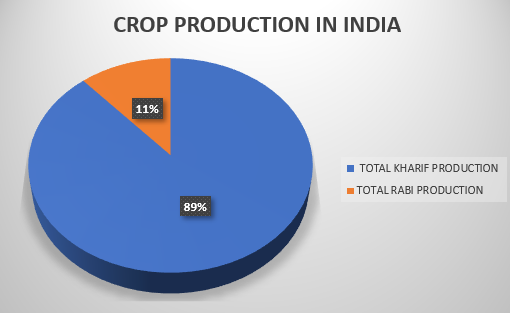 CROP PRODUCTION IN INDIA
11%
TOTAL KHARIF PRODUCTION
TOTAL RABI PRODUCTION
89%